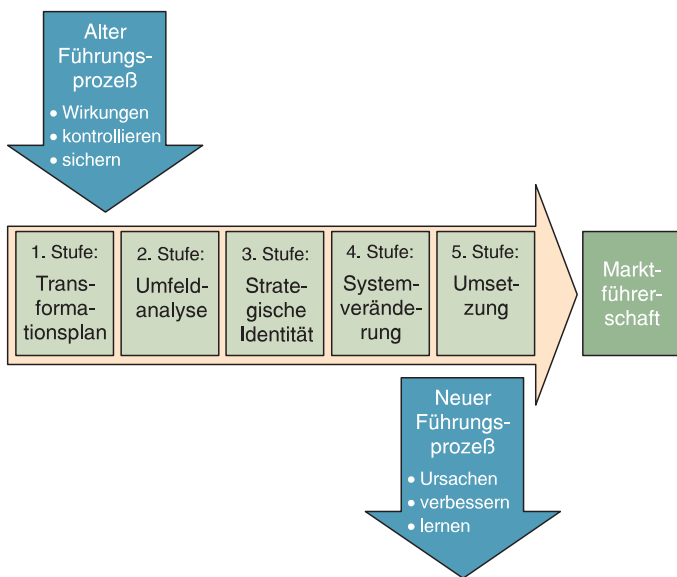 Alter
Führungs-
prozeß
• Wirkungen
• kontrollieren
• sichern
1. Stufe:
Trans-
forma-
tionsplan
2. Stufe:
Umfeld-
analyse
3. Stufe:
Strate-
gische
Identität
4. Stufe:
System-
verände-
rung
5. Stufe:
Umset-
zung
Markt-
führer-
schaft
Neuer
Führungs-
prozeß
• Ursachen
• verbessern
• lernen